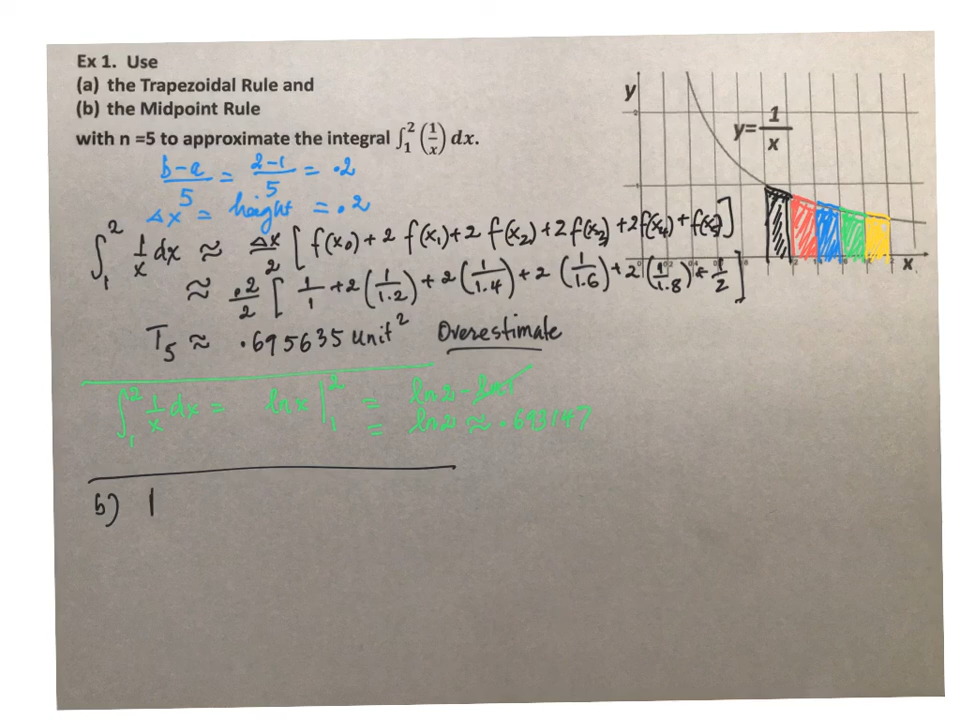 Ex 1. Use
(a) the Trapezoidal Rule and
(b) the Midpoint Rule
with n =5 to approximate the integral ∫₁² (1/x) dx.
(b-a)/5 = (2-1)/5 = .2
Δx = height = .2
∫₁² 1/x dx ≈ Δx/2 [ f(x₀) + 2 f(x₁) + 2 f(x₂) + 2 f(x₃) + 2 f(x₄) + f(x₅) ]
≈ .2/2 [ 1/1 + 2(1/1.2) + 2(1/1.4) + 2(1/1.6) + 2(1/1.8) + 1/2 ]
T₅ ≈ .695635 unit² Overestimate
∫₁² 1/x dx = ln x |₁² = ln 2 - ln 1
= ln 2 ≈ .693147
b) |
y
2
1
y= 1/x
x